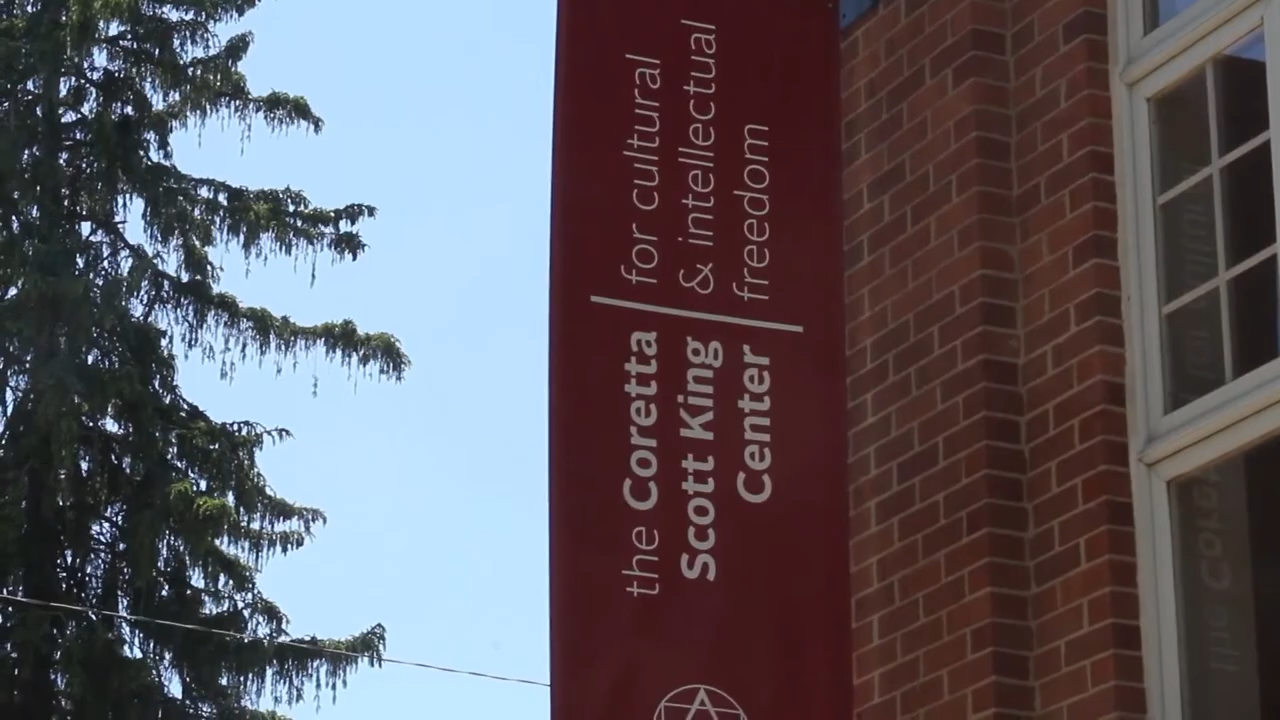 the Coretta
Scott King
Center
for cultural
& intellectual
freedom